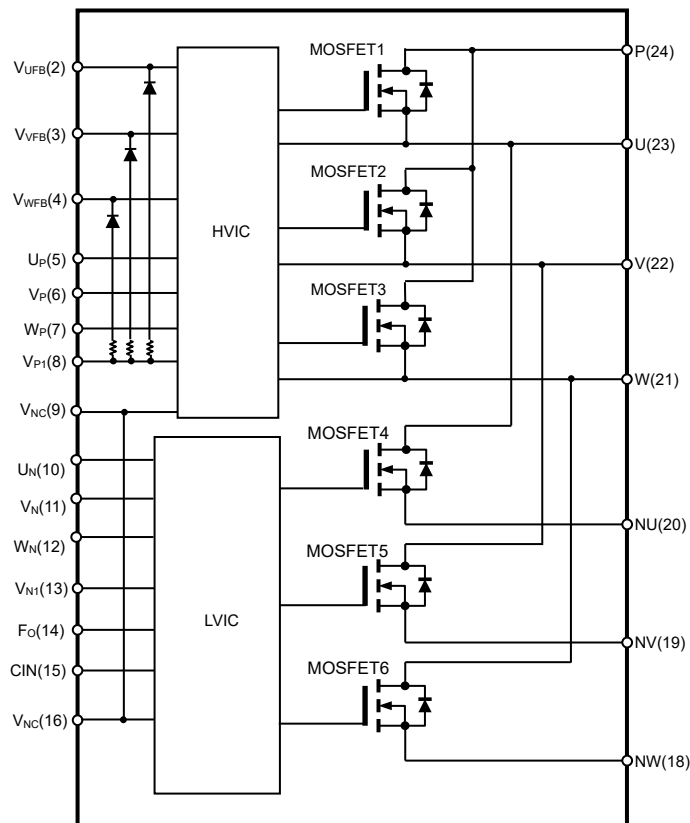 MOSFET1
P(24)
VUFB(2)
VVFB(3)
U(23)
MOSFET2
VWFB(4)
HVIC
UP(5)
V(22)
VP(6)
MOSFET3
WP(7)
VP1(8)
W(21)
VNC(9)
MOSFET4
UN(10)
VN(11)
NU(20)
WN(12)
MOSFET5
VN1(13)
LVIC
FO(14)
NV(19)
CIN(15)
MOSFET6
VNC(16)
NW(18)